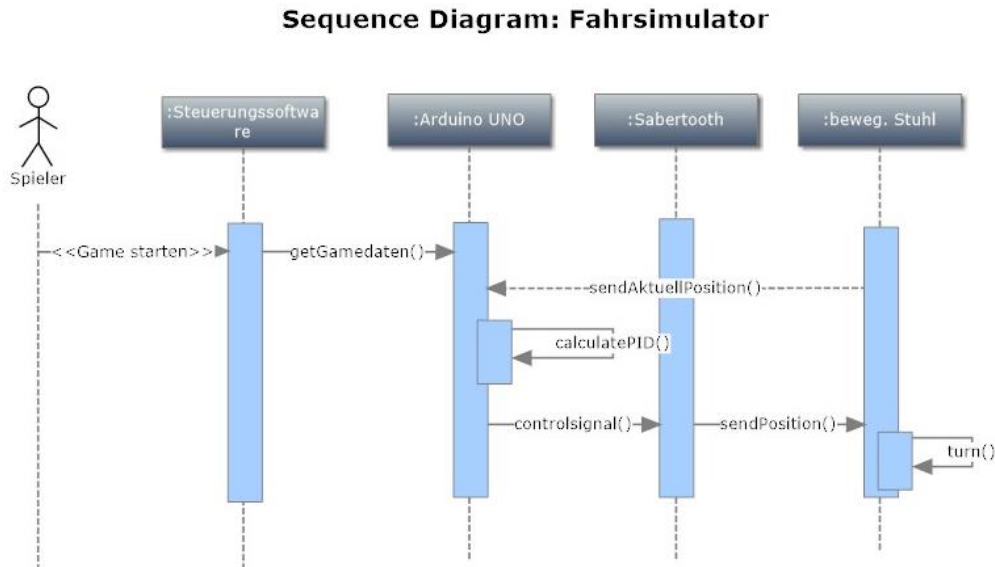 Sequence Diagram: Fahrsimulator
:Steuerungssoftwa
re
:Arduino UNO
:Sabertooth
:beweg. Stuhl
Spieler
<<Game starten>>
getGamedaten()
sendAktuellPosition()
calculatePID()
controlsignal()
sendPosition()
turn()